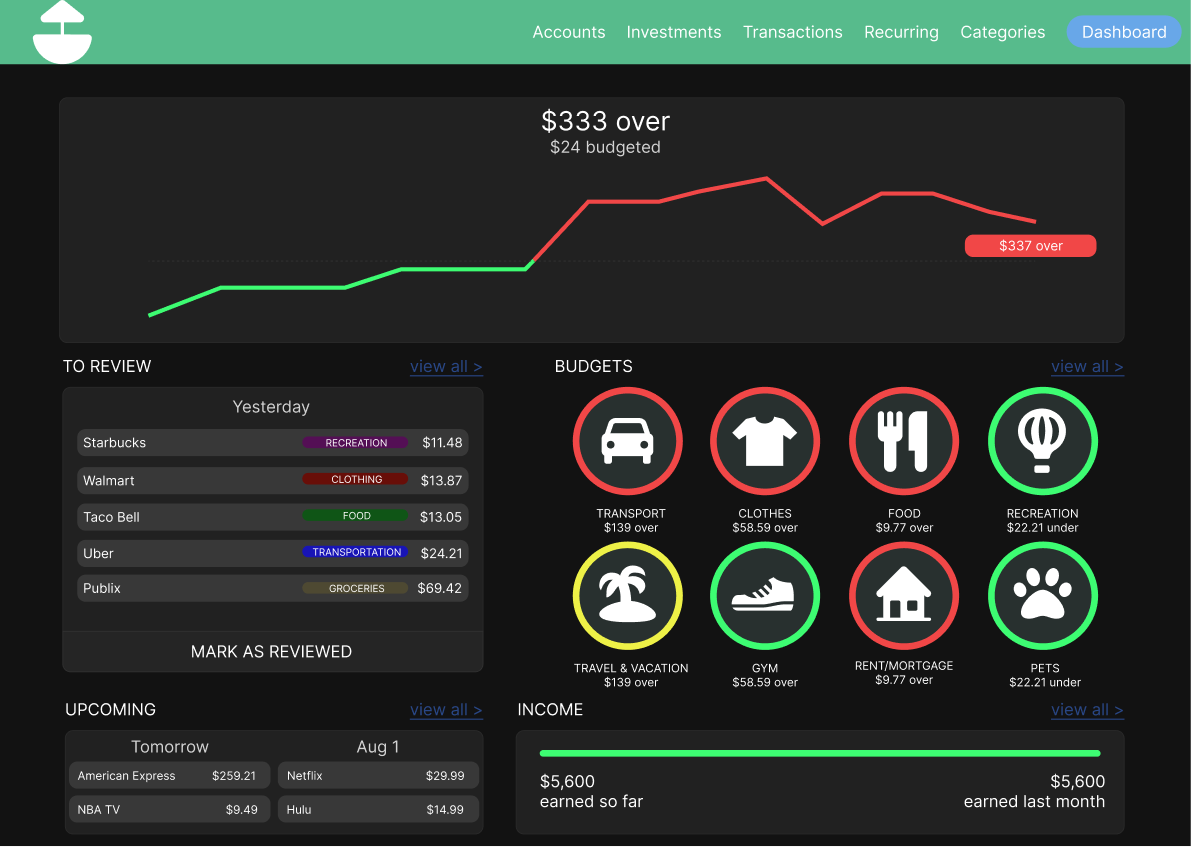 Accounts Investments Transactions Recurring Categories Dashboard
$333 over
$24 budgeted
$337 over
TO REVIEW view all >
Yesterday
Starbucks RECREATION $11.48
Walmart CLOTHING $13.87
Taco Bell FOOD $13.05
Uber TRANSPORTATION $24.21
Publix GROCERIES $69.42
MARK AS REVIEWED
BUDGETS view all >
TRANSPORT CLOTHES FOOD RECREATION
$139 over $58.59 over $9.77 over $22.21 under
TRAVEL & VACATION GYM RENT/MORTGAGE PETS
$139 over $58.59 over $9.77 over $22.21 under
UPCOMING view all >
Tomorrow Aug 1
American Express $259.21 Netflix $29.99
NBA TV $9.49 Hulu $14.99
INCOME view all >
$5,600 $5,600
earned so far earned last month